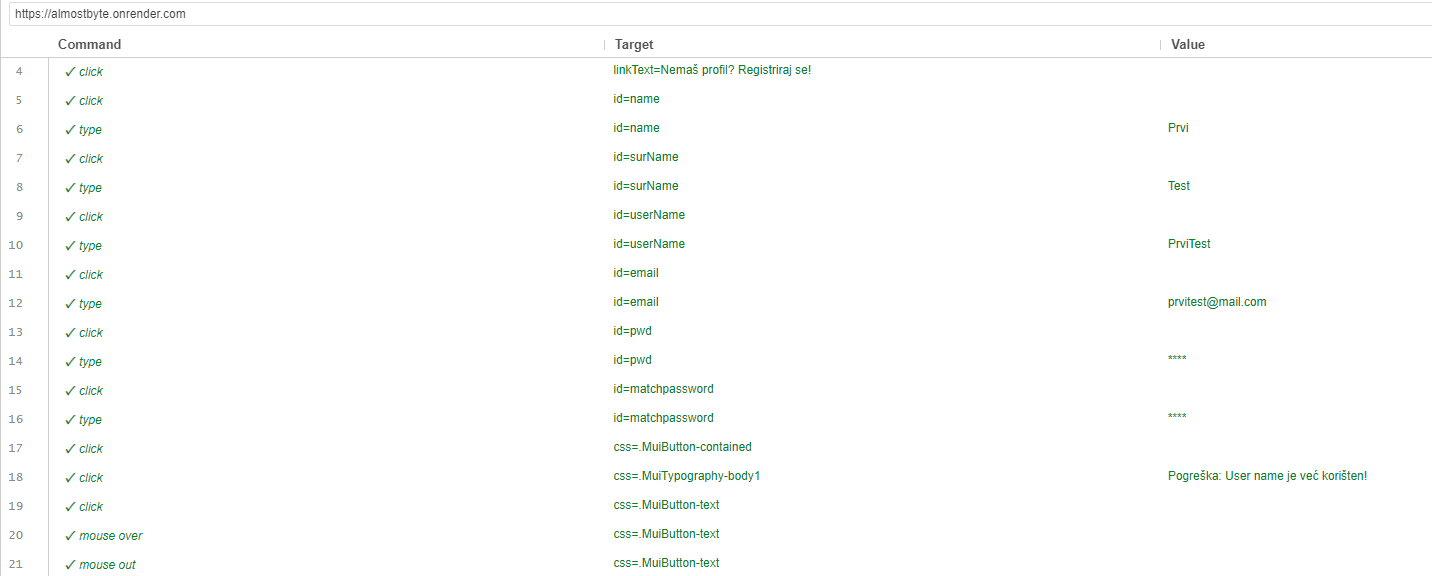 https://almostbyte.onrender.com
Command Target Value
4 ✓ click linkText=Nemaš profil? Registriraj se!
5 ✓ click id=name
6 ✓ type id=name Prvi
7 ✓ click id=surName
8 ✓ type id=surName Test
9 ✓ click id=userName
10 ✓ type id=userName PrviTest
11 ✓ click id=email
12 ✓ type id=email prvitest@mail.com
13 ✓ click id=pwd
14 ✓ type id=pwd ****
15 ✓ click id=matchpassword
16 ✓ type id=matchpassword ****
17 ✓ click css=.MuiButton-contained
18 ✓ click css=.MuiTypography-body1 Pogreška: User name je već korišten!
19 ✓ click css=.MuiButton-text
20 ✓ mouse over css=.MuiButton-text
21 ✓ mouse out css=.MuiButton-text